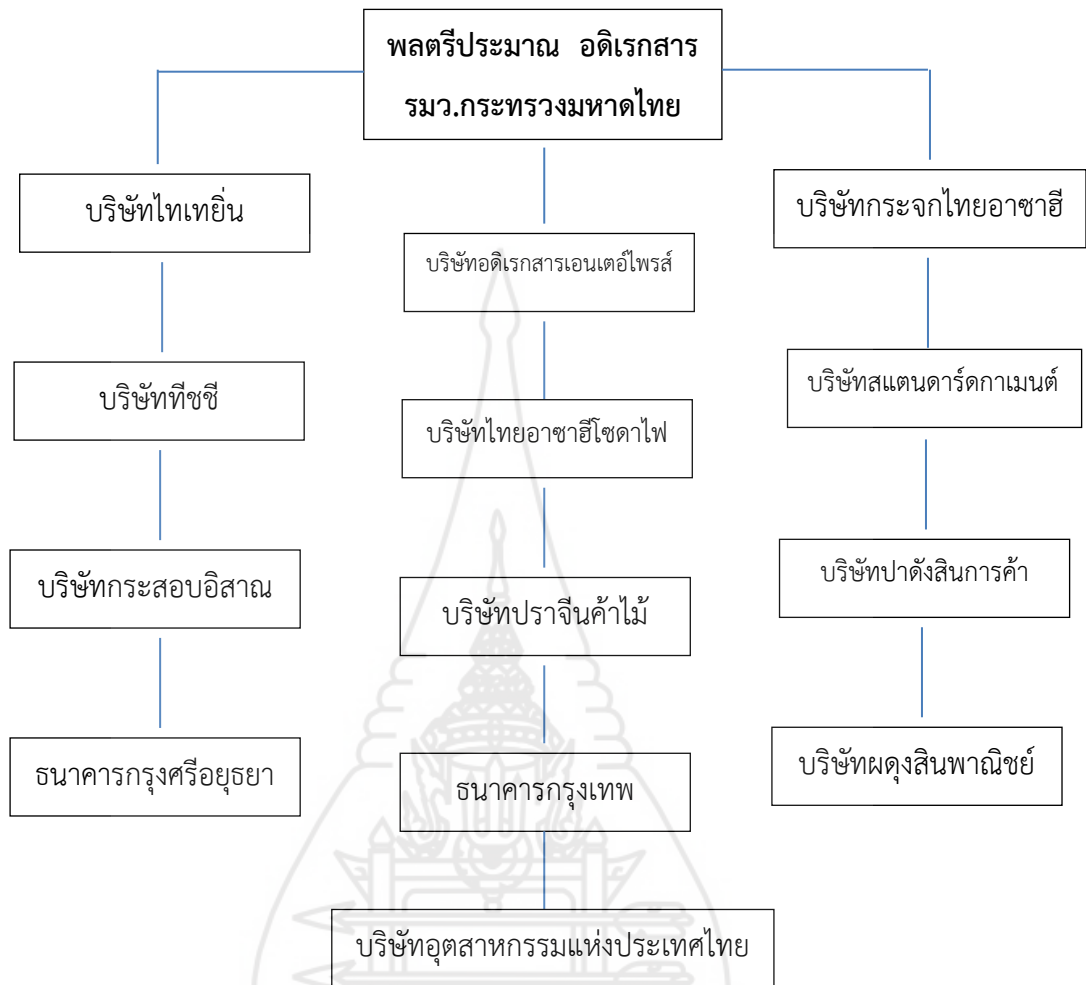 พลตรีประมาณ อดิเรกสาร
รมว.กระทรวงมหาดไทย
บริษัทไทเทยิ่น
บริษัททีชชี
บริษัทกระสอบอิสาณ
ธนาคารกรุงศรีอยุธยา
บริษัทอดิเรกสารเอนเตอ์ไพรส์
บริษัทไทยอาซาฮีโซดาไฟ
บริษัทปราจีนค้าไม้
ธนาคารกรุงเทพ
บริษัทอุตสาหกรรมแห่งประเทศไทย
บริษัทกระจกไทยอาซาฮี
บริษัทสแตนดาร์ดกาเมนต์
บริษัทปาดังสินการค้า
บริษัทผดุงสินพาณิชย์